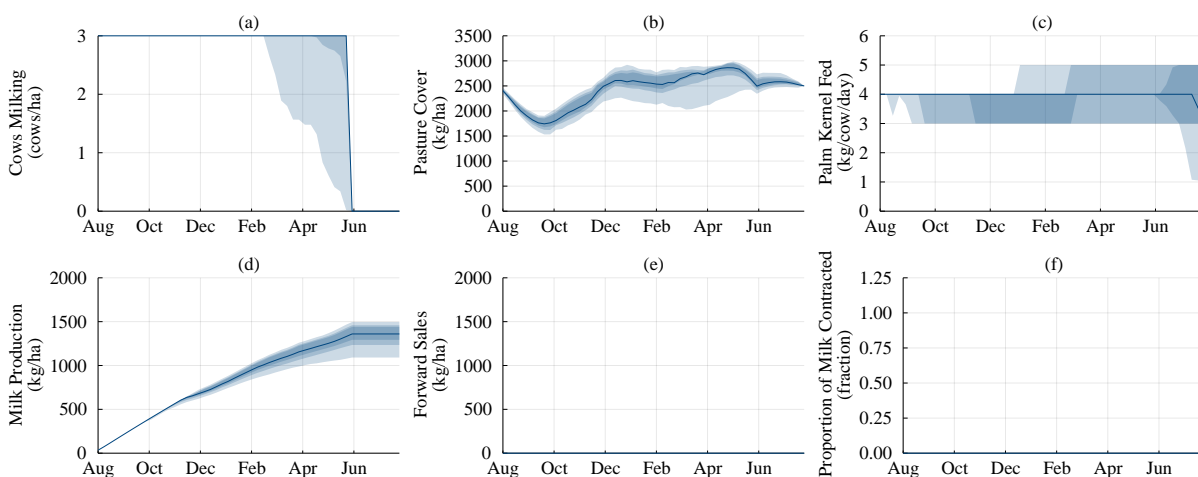 (a)
Cows Milking
(cows/ha)
3
2
1
0
Aug Oct Dec Feb Apr Jun
(b)
Pasture Cover
(kg/ha)
3500
3000
2500
2000
1500
1000
500
0
Aug Oct Dec Feb Apr Jun
(c)
Palm Kernel Fed
(kg/cow/day)
6
5
4
3
2
1
0
Aug Oct Dec Feb Apr Jun
(d)
Milk Production
(kg/ha)
2000
1500
1000
500
0
Aug Oct Dec Feb Apr Jun
(e)
Forward Sales
(kg/ha)
2000
1500
1000
500
0
Aug Oct Dec Feb Apr Jun
(f)
Proportion of Milk Contracted
(fraction)
1.25
1.00
0.75
0.50
0.25
0.00
Aug Oct Dec Feb Apr Jun